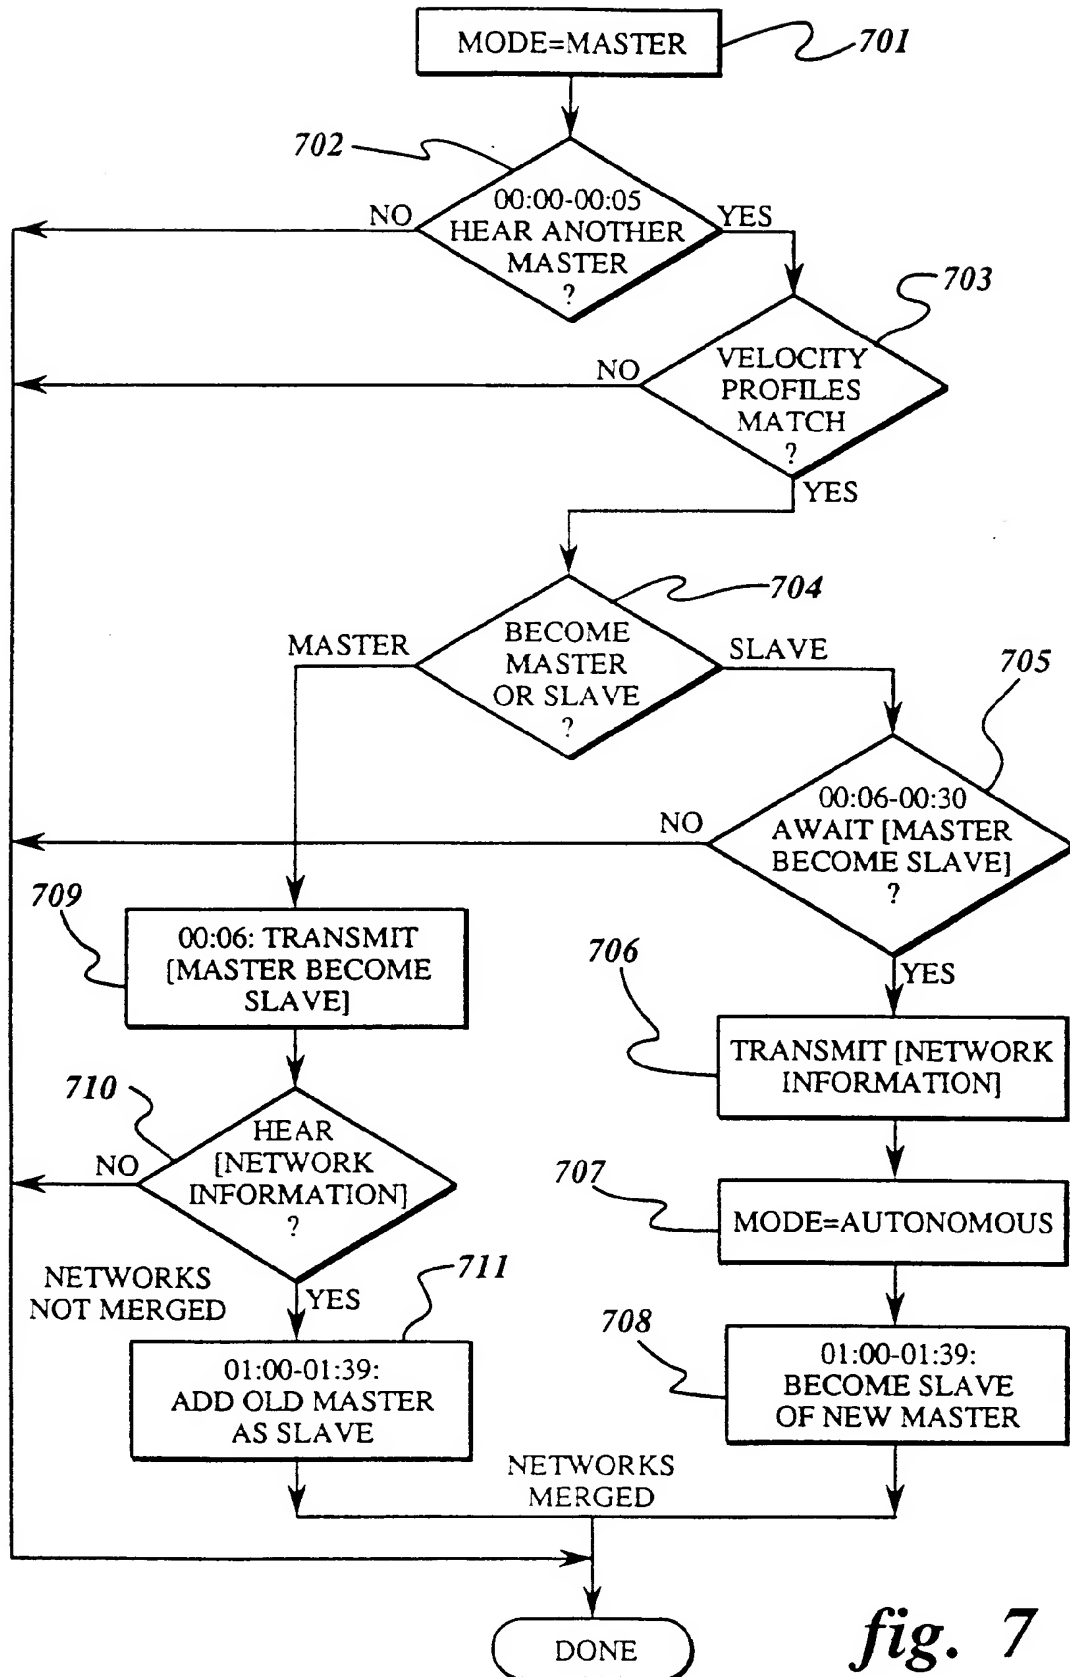 MODE=MASTER
701
702
00:00-00:05
HEAR ANOTHER
MASTER
?
NO
YES
703
VELOCITY
PROFILES
MATCH
?
NO
YES
704
BECOME
MASTER
OR SLAVE
?
MASTER
SLAVE
705
00:06-00:30
AWAIT [MASTER
BECOME SLAVE]
?
NO
YES
709
00:06: TRANSMIT
[MASTER BECOME
SLAVE]
706
TRANSMIT [NETWORK
INFORMATION]
710
HEAR
[NETWORK
INFORMATION]
?
NO
YES
707
MODE=AUTONOMOUS
NETWORKS
NOT MERGED
711
01:00-01:39:
ADD OLD MASTER
AS SLAVE
708
01:00-01:39:
BECOME SLAVE
OF NEW MASTER
NETWORKS
MERGED
DONE
fig. 7